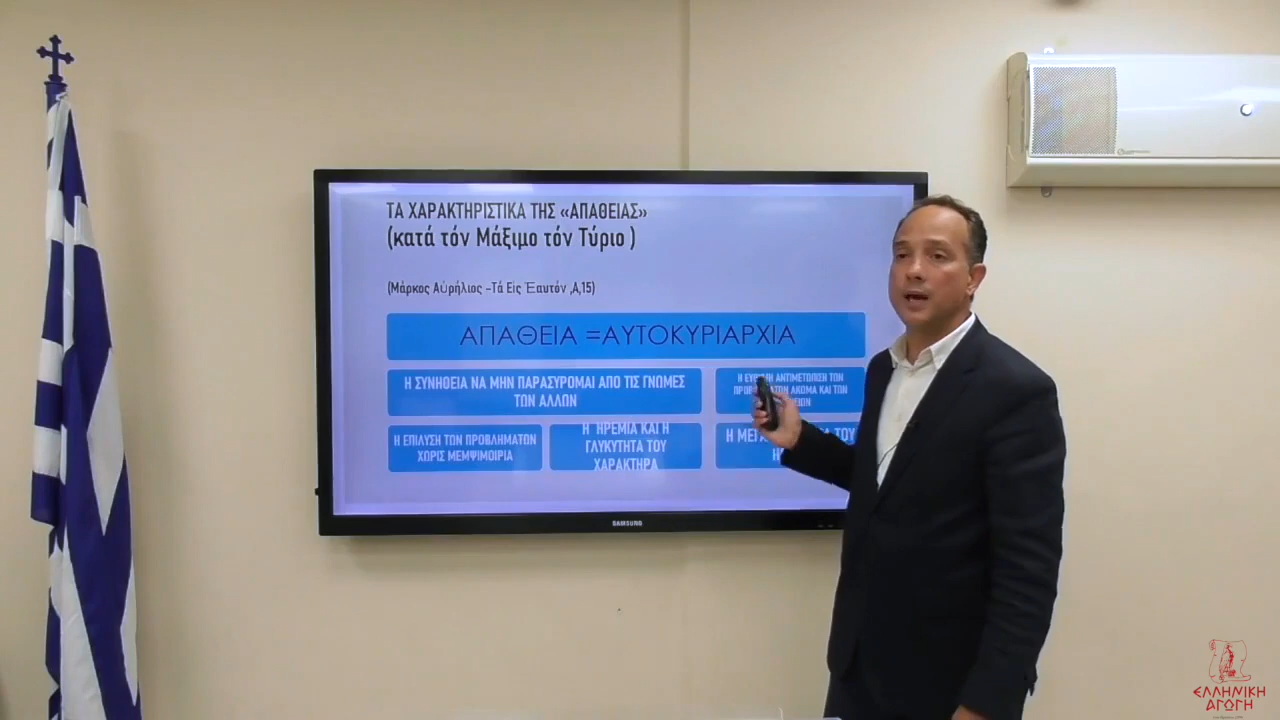 ΤΑ ΧΑΡΑΚΤΗΡΙΣΤΙΚΑ ΤΗΣ «ΑΠΑΘΕΙΑΣ»
(κατά τόν Μάξιμο τόν Τύριο )
(Μάρκος Αὐρήλιος –Τά Εἰς Ἑαυτόν ,Α,15)
ΑΠΑΘΕΙΑ =ΑΥΤΟΚΥΡΙΑΡΧΙΑ
Η ΣΥΝΗΘΕΙΑ ΝΑ ΜΗΝ ΠΑΡΑΣΥΡΟΜΑΙ ΑΠΟ ΤΙΣ ΓΝΩΜΕΣ
ΤΩΝ ΑΛΛΩΝ
Η ΑΝΤΙΜΕΤΩΠΙΣΗ ΤΩΝ
ΑΚΟΜΑ ΚΑΙ ΤΩΝ
Η ΕΠΙΛΥΣΗ ΤΩΝ ΠΡΟΒΛΗΜΑΤΩΝ
ΧΩΡΙΣ ΜΕΜΨΙΜΟΙΡΙΑ
Η ΗΡΕΜΙΑ ΚΑΙ Η
ΓΛΥΚΥΤΗΤΑ ΤΟΥ
ΧΑΡΑΚΤΗΡΑ
Η ΤΟΥ
SAMSUNG
ΕΛΛΗΝΙΚΗ
ΑΓΩΓΗ